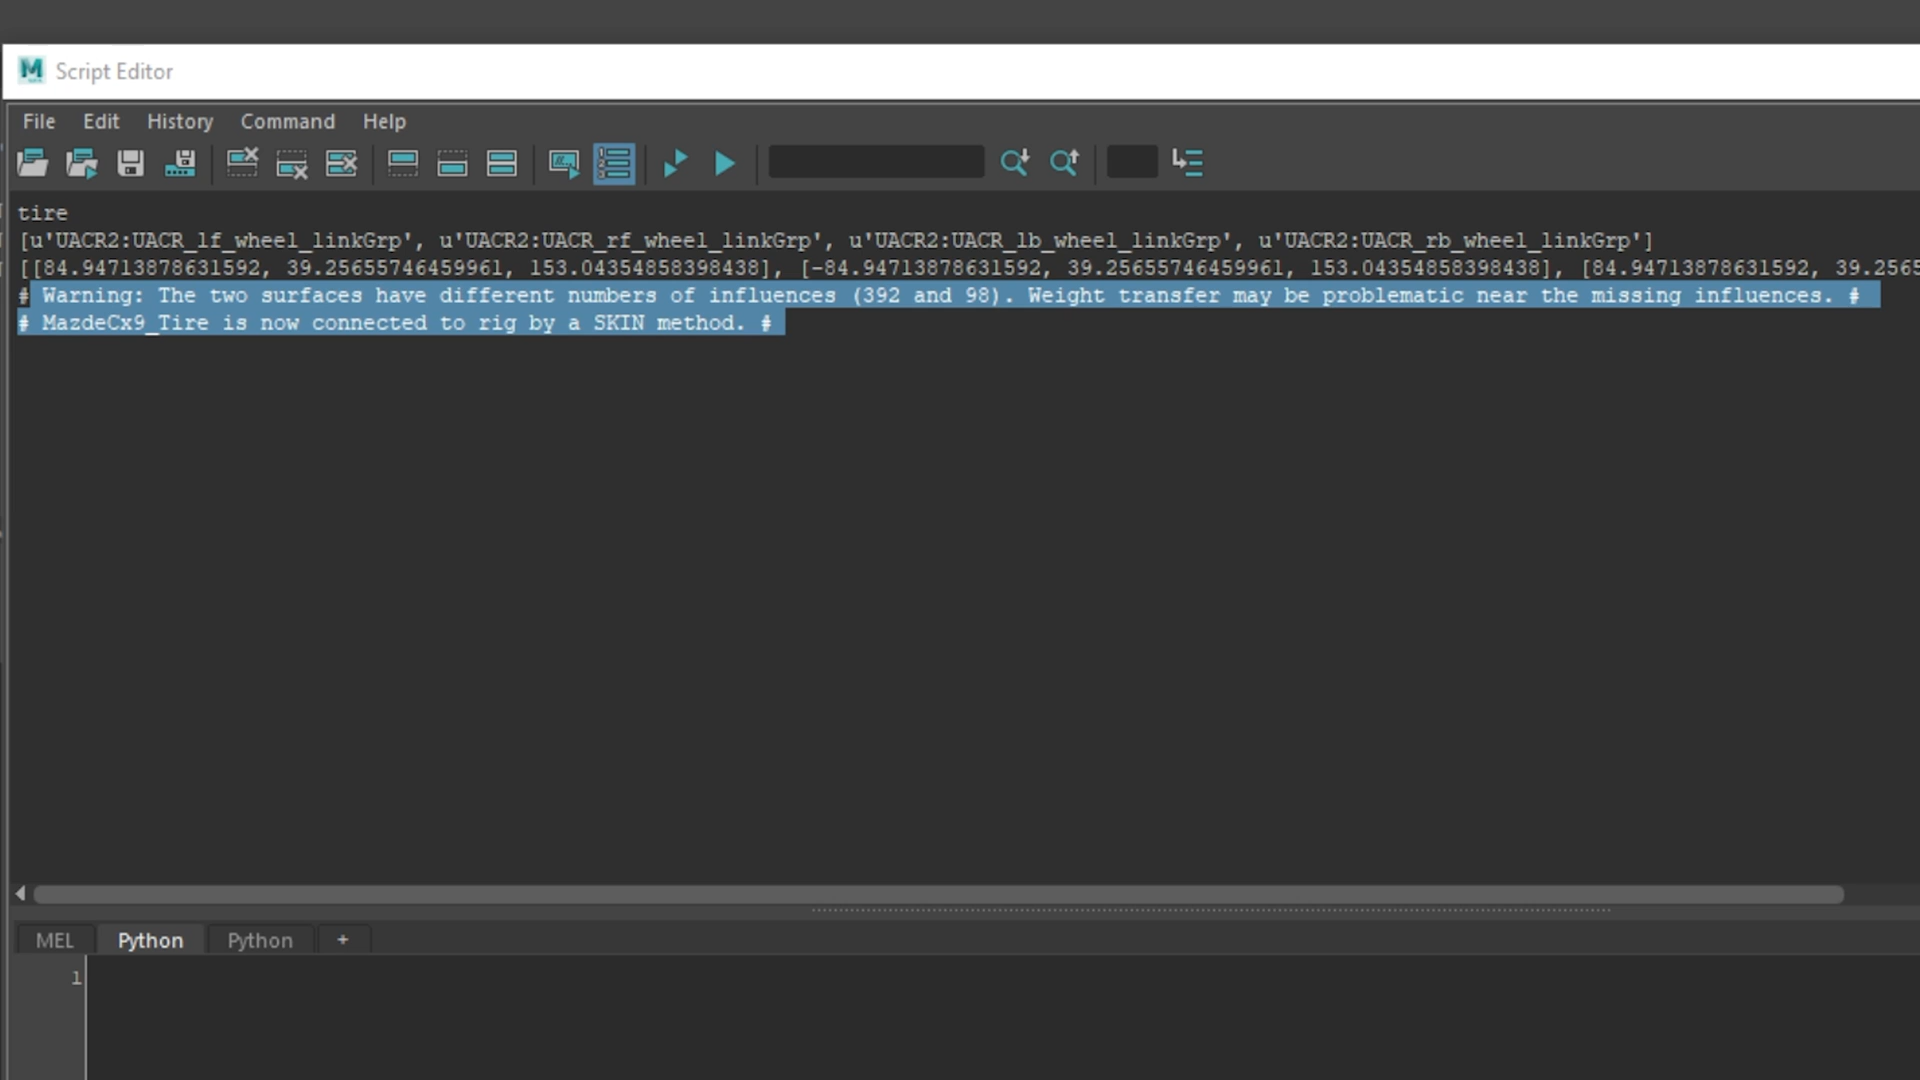 Script Editor
File Edit History Command Help
tire
[u'UACR2:UACR_lf_wheel_linkGrp', u'UACR2:UACR_rf_wheel_linkGrp', u'UACR2:UACR_lb_wheel_linkGrp', u'UACR2:UACR_rb_wheel_linkGrp']
[[84.94713878631592, 39.25655746459961, 153.04354858398438], [-84.94713878631592, 39.25655746459961, 153.04354858398438], [84.94713878631592, 39.2565
# Warning: The two surfaces have different numbers of influences (392 and 98). Weight transfer may be problematic near the missing influences. #
# MazdeCx9_Tire is now connected to rig by a SKIN method. #
MEL Python Python +
1